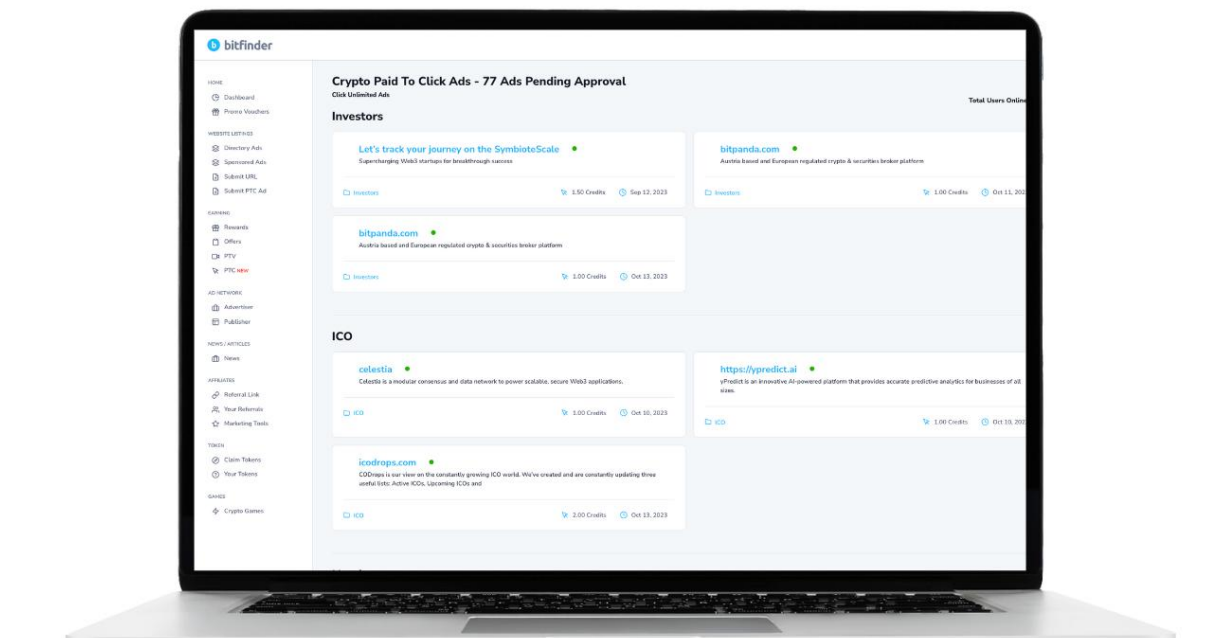 bitfinder
HOME
Dashboard
Promo Vouchers
WEBSITE LISTINGS
Directory Ads
Sponsored Ads
Submit URL
Submit PTC Ad
EARNING
Rewards
Offers
PTV
PTC NEW
AD NETWORK
Advertiser
Publisher
NEWS / ARTICLES
News
AFFILIATES
Referral Link
Your Referrals
Marketing Tools
TOKEN
Claim Tokens
Your Tokens
GAMES
Crypto Games
Crypto Paid To Click Ads - 77 Ads Pending Approval
Click Unlimited Ads
Total Users Online
Investors
Let's track your journey on the SymbioteScale
Supercharging Web3 startups for breakthrough success
Investors 1.50 Credits Sep 12, 2023
bitpanda.com
Austria based and European regulated crypto & securities broker platform
Investors 1.00 Credits Oct 11, 202
bitpanda.com
Austria based and European regulated crypto & securities broker platform
Investors 1.00 Credits Oct 13, 2023
ICO
celestia
Celestia is a modular consensus and data network to power scalable, secure Web3 applications.
ICO 1.00 Credits Oct 10, 2023
https://ypredict.ai
yPredict is an innovative AI-powered platform that provides accurate predictive analytics for businesses of all
sizes.
ICO 1.00 Credits Oct 10, 202
icodrops.com
CODrops is our view on the constantly growing ICO world. We've created and are constantly updating three
useful lists: Active ICOs, Upcoming ICOs and
ICO 2.00 Credits Oct 13, 2023